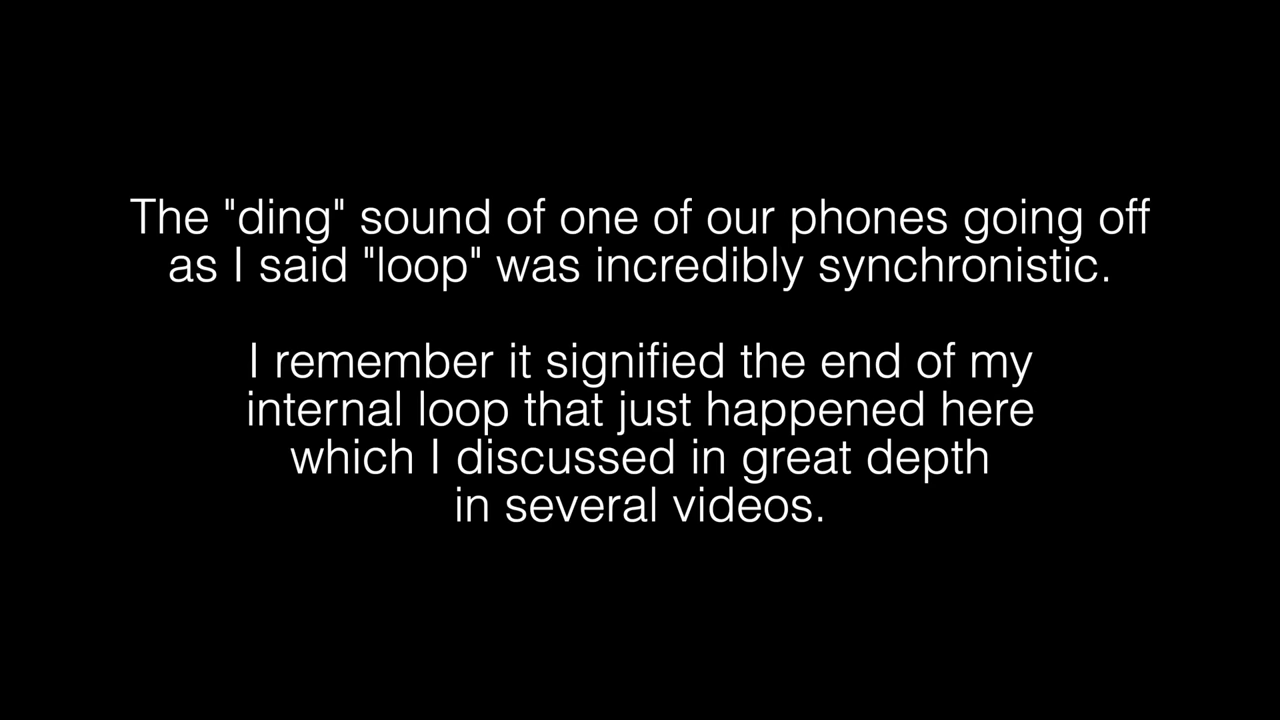 The "ding" sound of one of our phones going off
as I said "loop" was incredibly synchronistic.
I remember it signified the end of my
internal loop that just happened here
which I discussed in great depth
in several videos.